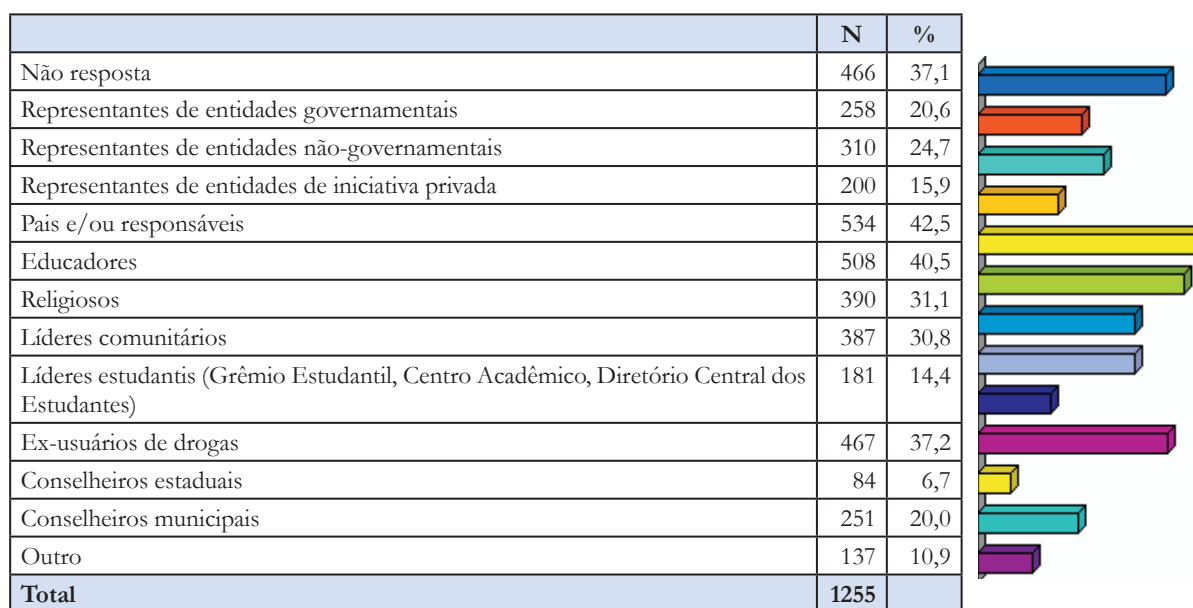 N %
Não resposta 466 37,1
Representantes de entidades governamentais 258 20,6
Representantes de entidades não-governamentais 310 24,7
Representantes de entidades de iniciativa privada 200 15,9
Pais e/ou responsáveis 534 42,5
Educadores 508 40,5
Religiosos 390 31,1
Líderes comunitários 387 30,8
Líderes estudantis (Grêmio Estudantil, Centro Acadêmico, Diretório Central dos 181 14,4
Estudantes)
Ex-usuários de drogas 467 37,2
Conselheiros estaduais 84 6,7
Conselheiros municipais 251 20,0
Outro 137 10,9
Total 1255